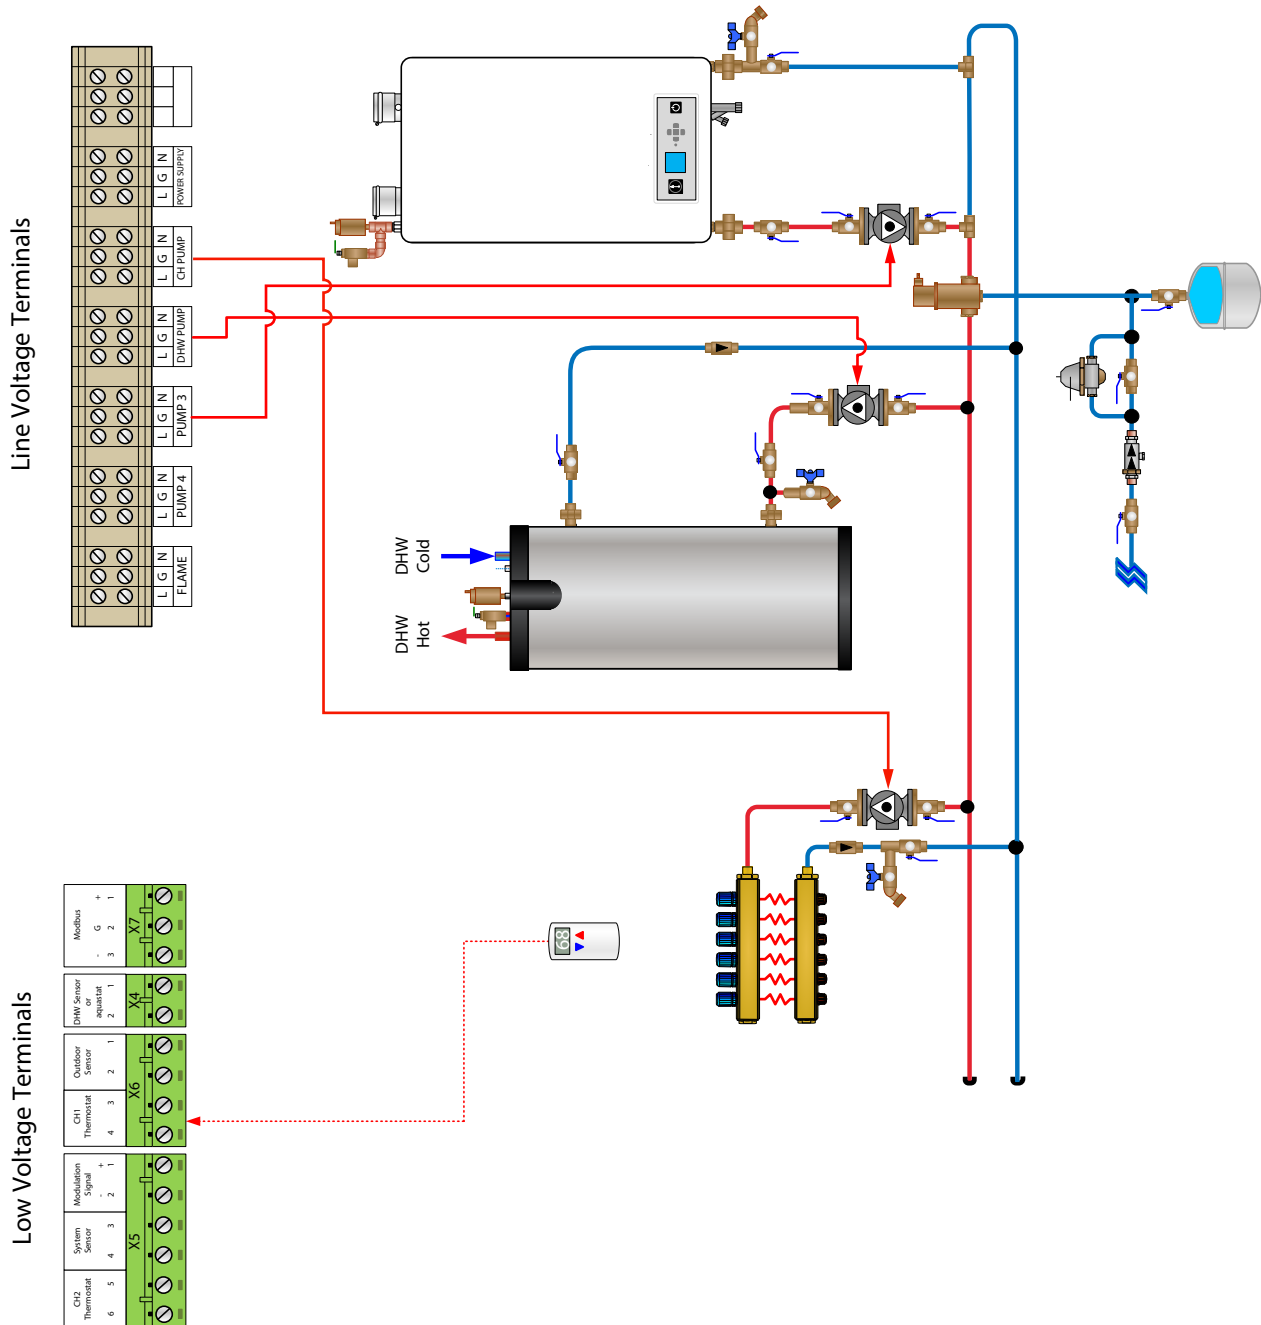 Line Voltage Terminals
L G N
POWER SUPPLY
L G N
CH PUMP
L G N
DHW PUMP
L G N
PUMP 3
L G N
PUMP 4
L G N
FLAME
DHW
Cold
DHW
Hot
68
Low Voltage Terminals
Modbus
- G +
3 2 1
X7
DHW Sensor
or
aquastat
2 1
X4
Outdoor
Sensor
2 1
CH1
Thermostat
4 3
X6
Modulation
Signal
- +
2 1
System
Sensor
4 3
CH2
Thermostat
6 5
X5